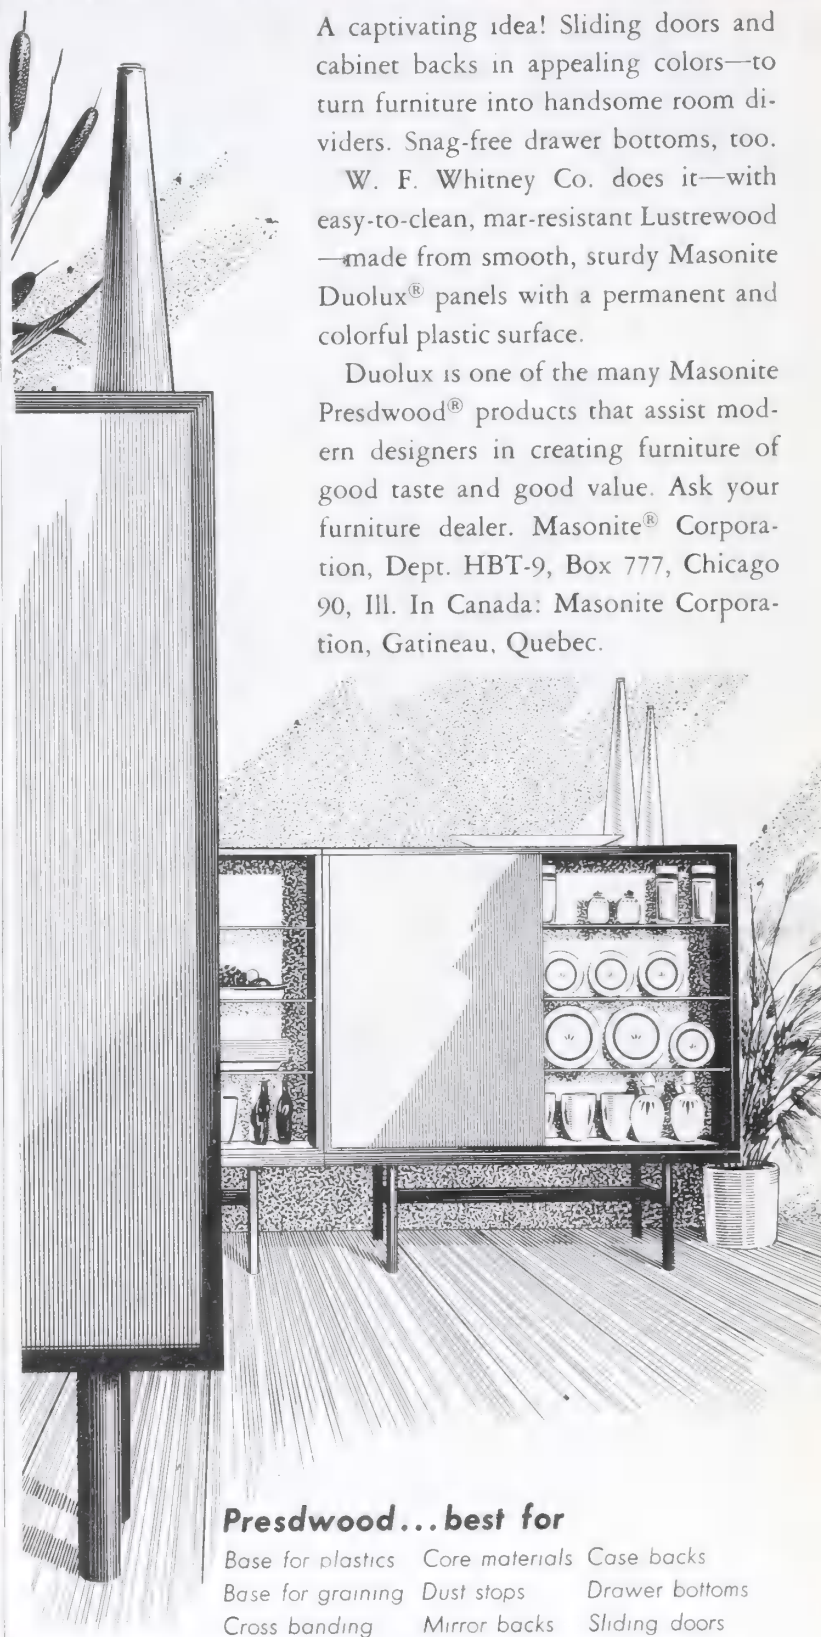 A captivating idea! Sliding doors and
cabinet backs in appealing colors—to
turn furniture into handsome room di-
viders. Snag-free drawer bottoms, too.
W. F. Whitney Co. does it—with
easy-to-clean, mar-resistant Lustrewood
—made from smooth, sturdy Masonite
Duolux® panels with a permanent and
colorful plastic surface.
Duolux is one of the many Masonite
Presdwood® products that assist mod-
ern designers in creating furniture of
good taste and good value. Ask your
furniture dealer. Masonite® Corpora-
tion, Dept. HBT-9, Box 777, Chicago
90, Ill. In Canada: Masonite Corpora-
tion, Gatineau, Quebec.
Presdwood...best for
Base for plastics Core materials Case backs
Base for graining Dust stops Drawer bottoms
Cross banding Mirror backs Sliding doors